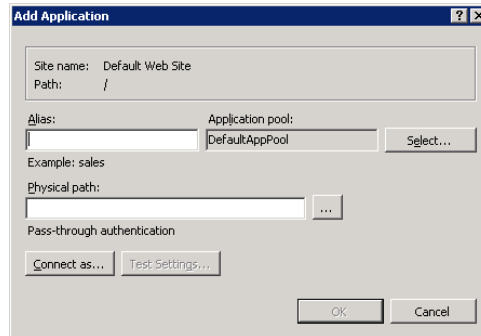 Add Application
Site name: Default Web Site
Path: /
Alias:
Application pool:
DefaultAppPool
Select...
Example: sales
Physical path:
...
Pass-through authentication
Connect as...
Test Settings...
OK
Cancel